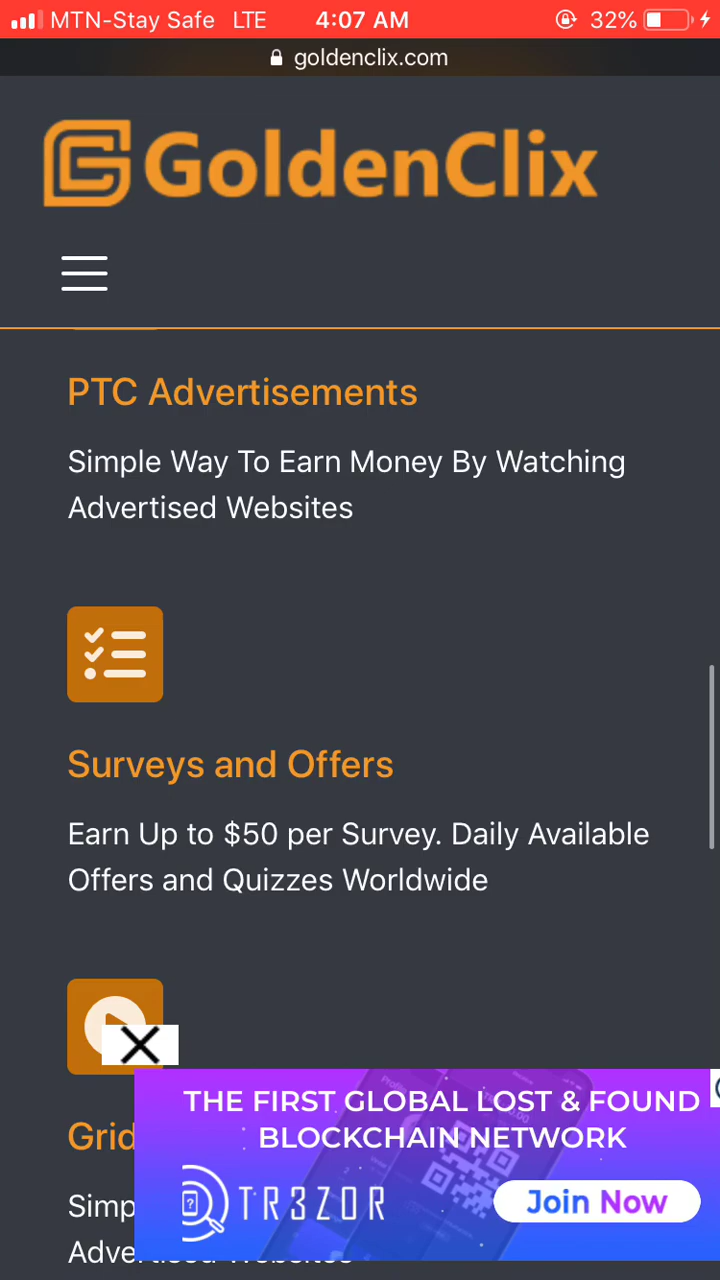 MTN-Stay Safe LTE 4:07 AM 32%
goldenclix.com
GoldenClix
PTC Advertisements
Simple Way To Earn Money By Watching
Advertised Websites
Surveys and Offers
Earn Up to $50 per Survey. Daily Available
Offers and Quizzes Worldwide
THE FIRST GLOBAL LOST & FOUND
BLOCKCHAIN NETWORK
Grid
TR3ZOR
Join Now
Simp